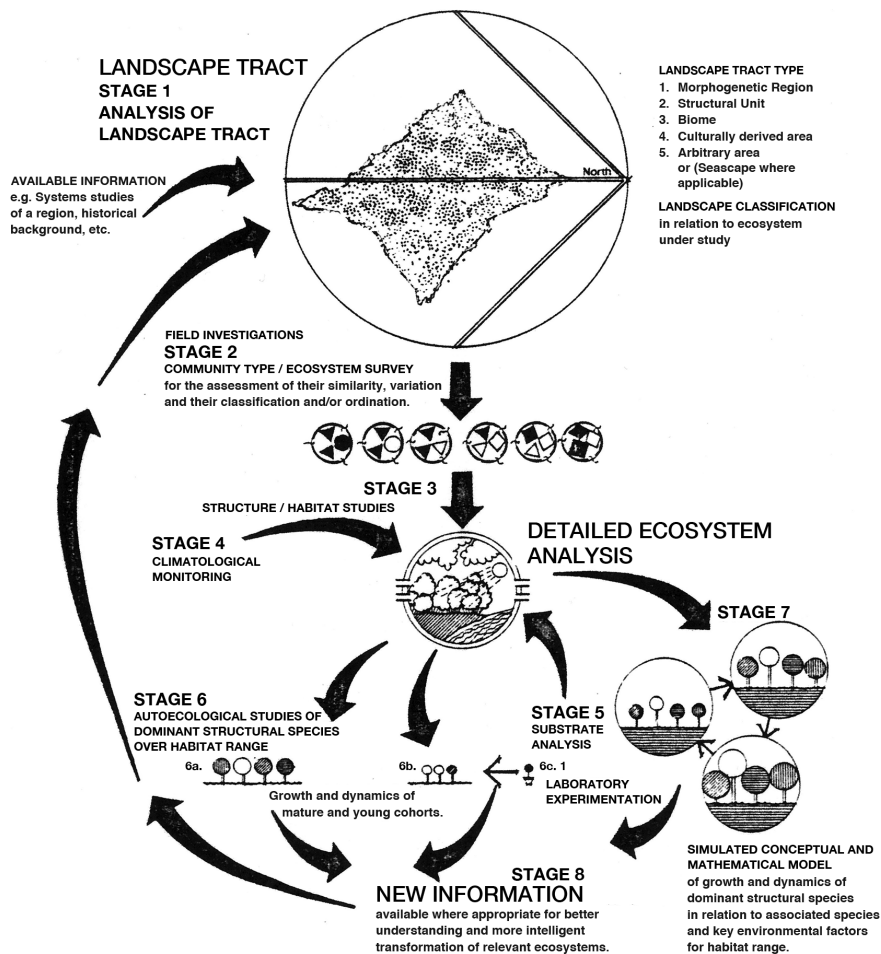 LANDSCAPE TRACT
STAGE 1
ANALYSIS OF
LANDSCAPE TRACT
AVAILABLE INFORMATION
e.g. Systems studies
of a region, historical
background, etc.
North
LANDSCAPE TRACT TYPE
1. Morphogenetic Region
2. Structural Unit
3. Biome
4. Culturally derived area
5. Arbitrary area
or (Seascape where
applicable)
LANDSCAPE CLASSIFICATION
in relation to ecosystem
under study
FIELD INVESTIGATIONS
STAGE 2
COMMUNITY TYPE / ECOSYSTEM SURVEY
for the assessment of their similarity, variation
and their classification and/or ordination.
STAGE 3
STRUCTURE / HABITAT STUDIES
STAGE 4
CLIMATOLOGICAL
MONITORING
DETAILED ECOSYSTEM
ANALYSIS
STAGE 7
STAGE 6
AUTOECOLOGICAL STUDIES OF
DOMINANT STRUCTURAL SPECIES
OVER HABITAT RANGE
6a.
6b.
STAGE 5
SUBSTRATE
ANALYSIS
6c. 1
LABORATORY
EXPERIMENTATION
Growth and dynamics of
mature and young cohorts.
SIMULATED CONCEPTUAL AND
MATHEMATICAL MODEL
of growth and dynamics of
dominant structural species
in relation to associated species
and key environmental factors
for habitat range.
STAGE 8
NEW INFORMATION
available where appropriate for better
understanding and more intelligent
transformation of relevant ecosystems.